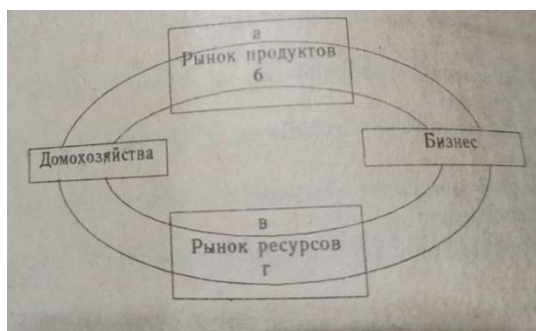 а
Рынок продуктов
б
Домохозяйства
Бизнес
в
Рынок ресурсов
г